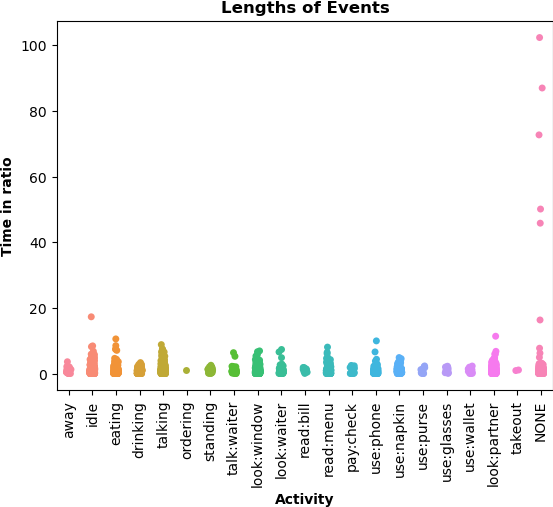 Lengths of Events
100
80
60
40
20
0
Time in ratio
away
idle
eating
drinking
talking
ordering
standing
talk:waiter
look:window
look:waiter
read:bill
read:menu
pay:check
use:phone
use:napkin
use:purse
use:glasses
use:wallet
look:partner
takeout
NONE
Activity